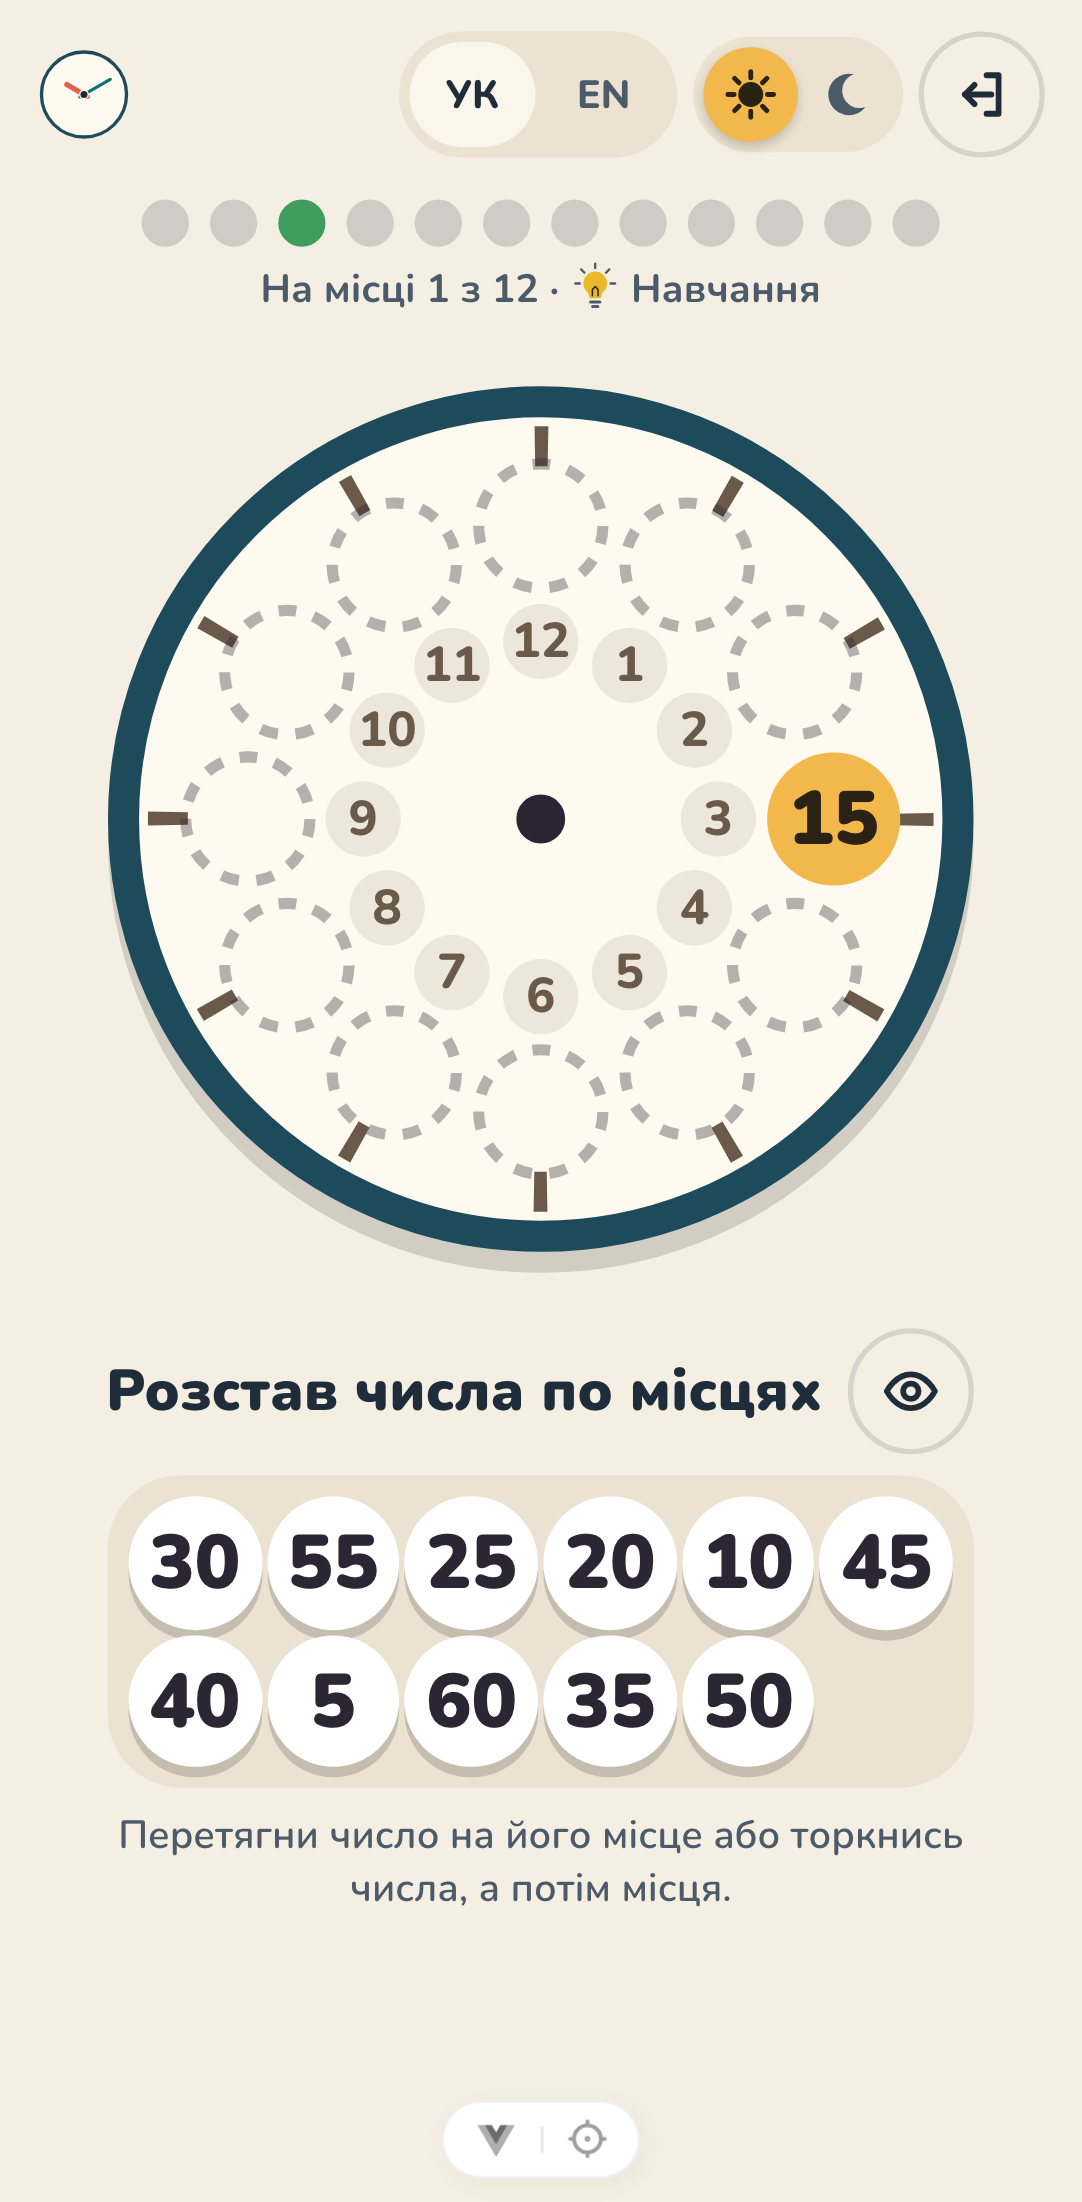 УК EN
На місці 1 з 12 · Навчання
12
11 1
10 2
9 3 15
8 4
7 5
6
Розстав числа по місцях
30 55 25 20 10 45
40 5 60 35 50
Перетягни число на його місце або торкнись
числа, а потім місця.